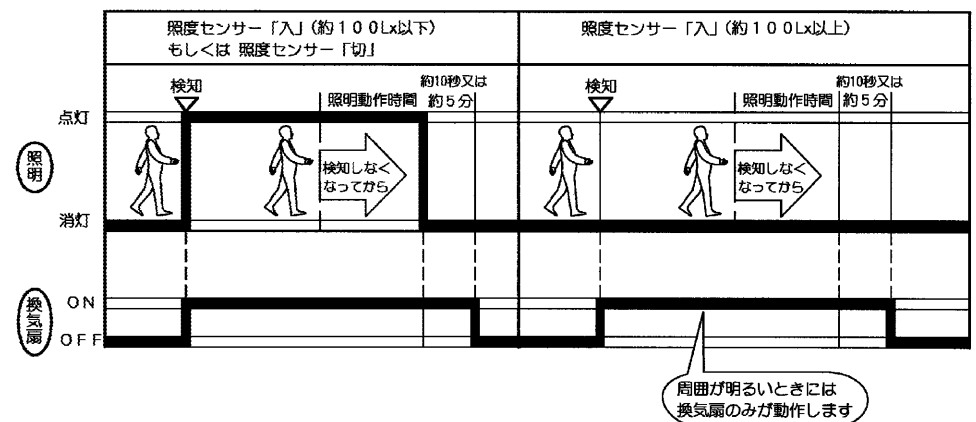 照度センサー「入」(約100Lx以下)
もしくは 照度センサー「切」
照度センサー「入」(約100Lx以上)
検知
照明動作時間
約10秒又は
約5分
検知
照明動作時間
約10秒又は
約5分
点灯
照明
検知しなく
なってから
検知しなく
なってから
消灯
換気扇
ON
OFF
周囲が明るいときには
換気扇のみが動作します